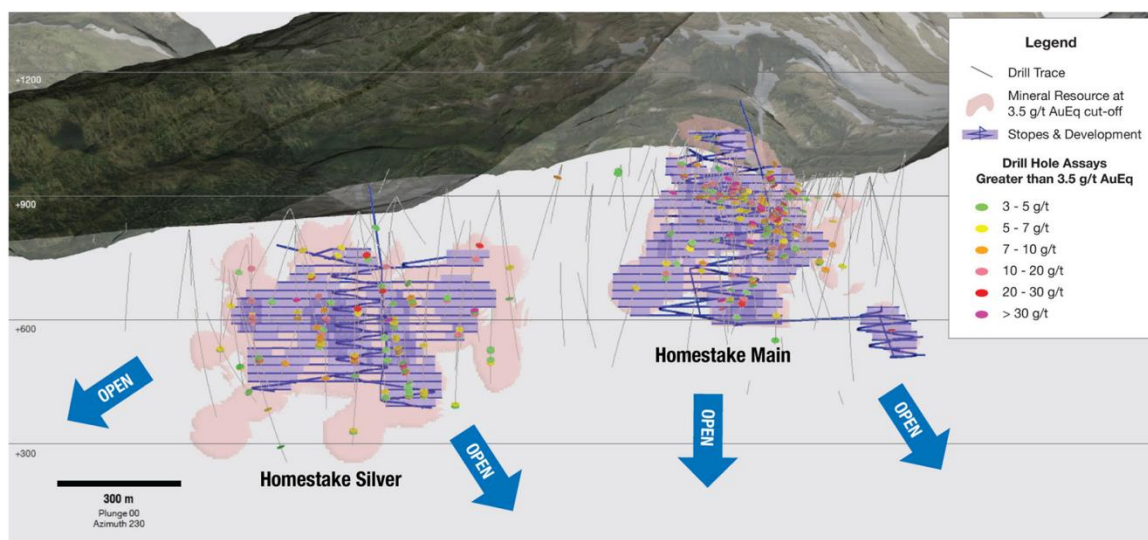 +1200
+900
+600
+300
Legend
Drill Trace
Mineral Resource at
3.5 g/t AuEq cut-off
Stopes & Development
Drill Hole Assays
Greater than 3.5 g/t AuEq
3 - 5 g/t
5 - 7 g/t
7 - 10 g/t
10 - 20 g/t
20 - 30 g/t
> 30 g/t
Homestake Main
OPEN
OPEN
OPEN
OPEN
Homestake Silver
300 m
Plunge 00
Azimuth 230